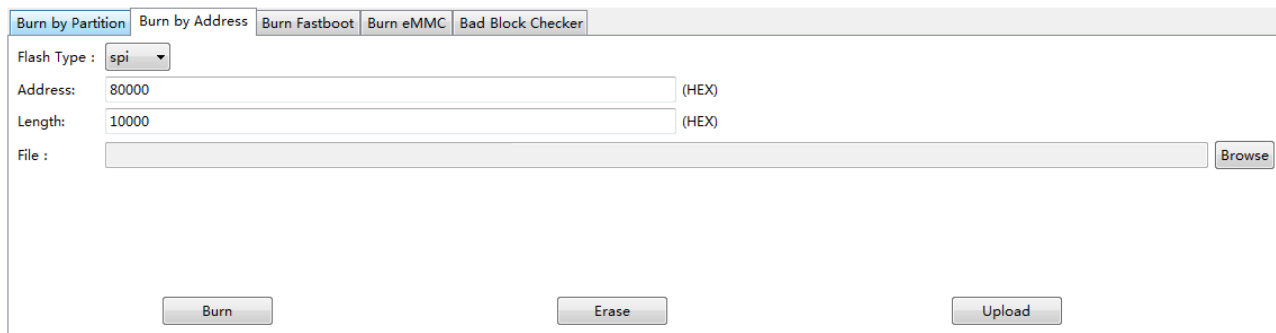 Burn by Partition Burn by Address Burn Fastboot Burn eMMC Bad Block Checker
Flash Type : spi
Address: 80000 (HEX)
Length: 10000 (HEX)
File : Browse
Burn Erase Upload